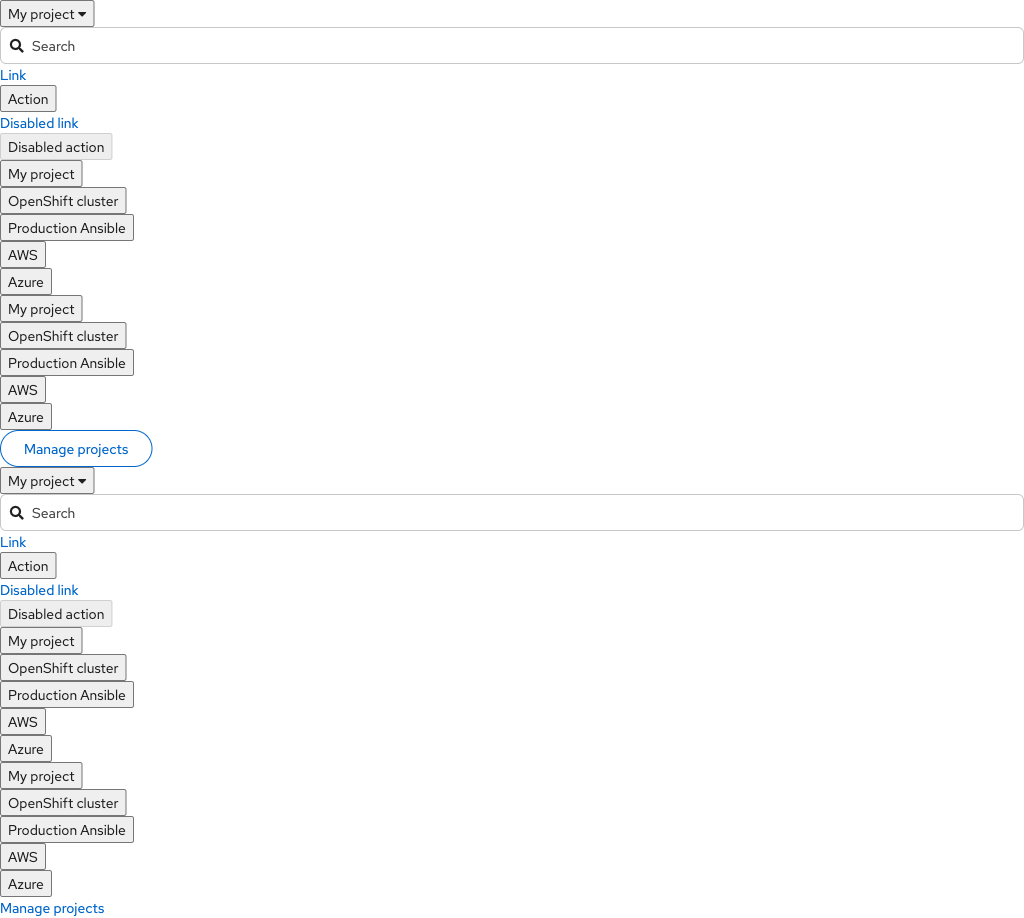 My project
Search
Link
Action
Disabled link
Disabled action
My project
OpenShift cluster
Production Ansible
AWS
Azure
My project
OpenShift cluster
Production Ansible
AWS
Azure
Manage projects
My project
Search
Link
Action
Disabled link
Disabled action
My project
OpenShift cluster
Production Ansible
AWS
Azure
My project
OpenShift cluster
Production Ansible
AWS
Azure
Manage projects